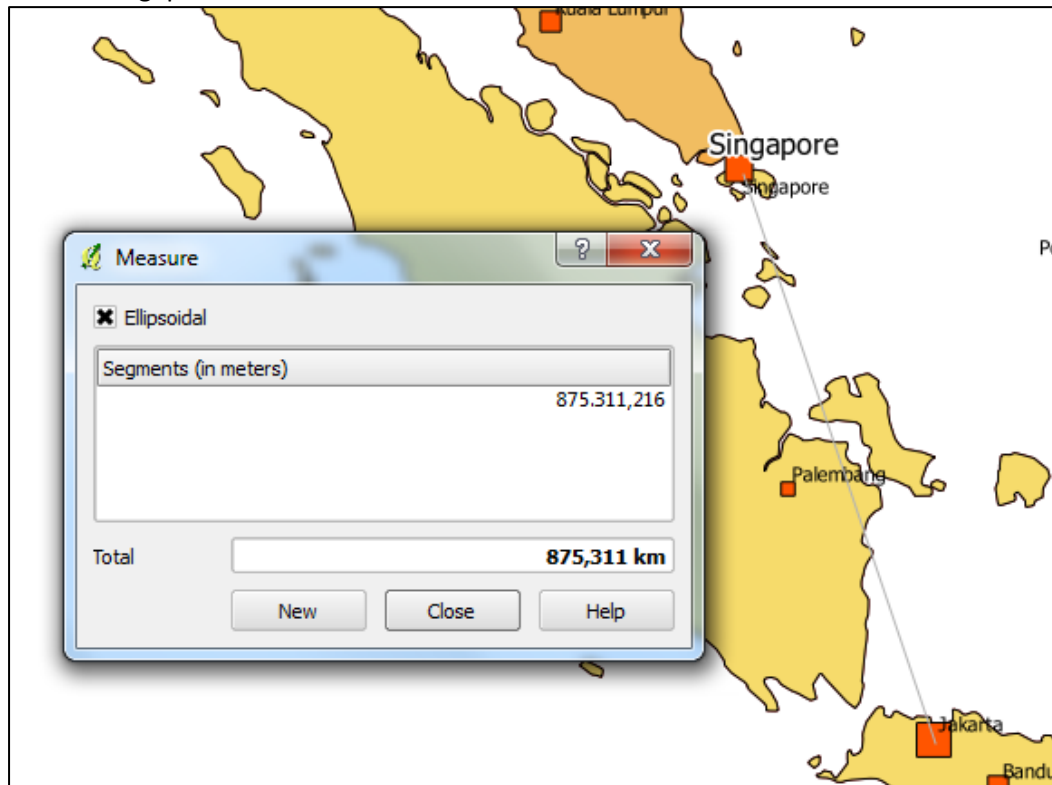 Kuala Lumpur
Singapore
Singapore
Measure
?
X
Ellipsoidal
Segments (in meters)
875.311,216
Palembang
Total
875,311 km
New
Close
Help
Jakarta